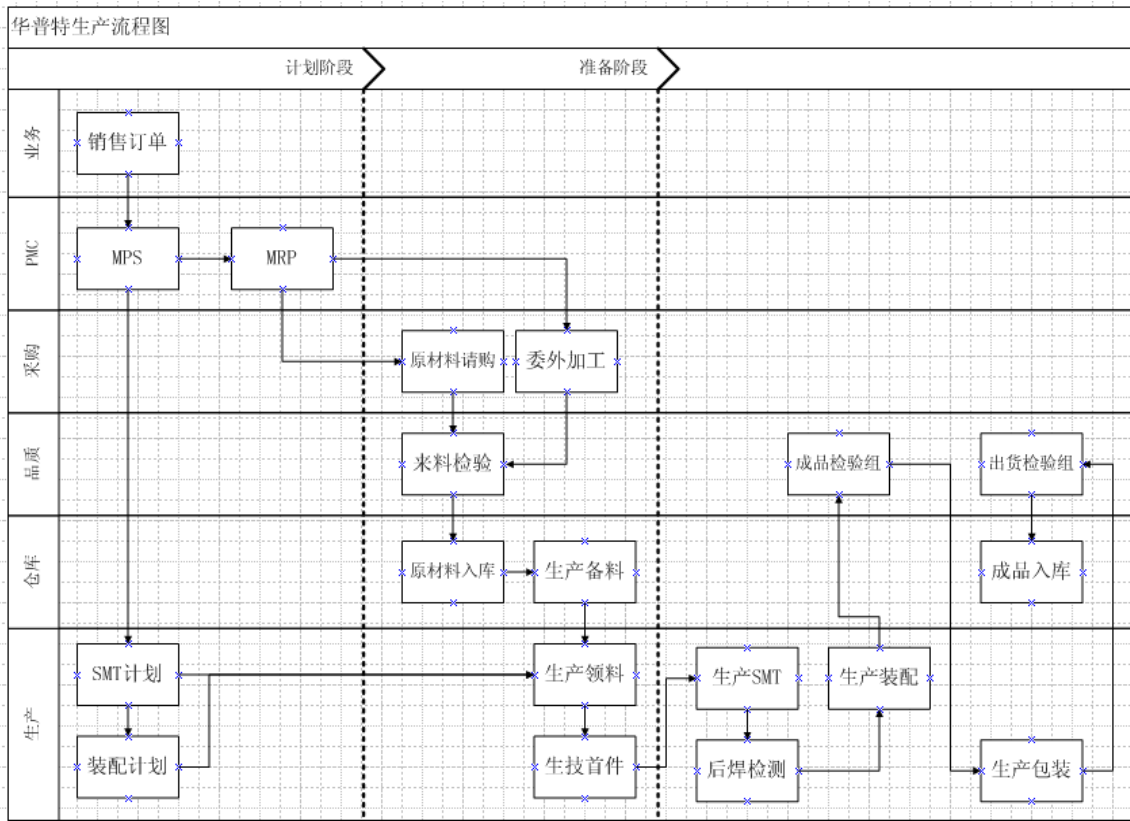 华普特生产流程图
计划阶段
准备阶段
业务
销售订单
PMC
MPS
MRP
采购
原材料请购
委外加工
品质
来料检验
成品检验组
出货检验组
仓库
原材料入库
生产备料
成品入库
生产
SMT计划
生产领料
生产SMT
生产装配
装配计划
生技首件
后焊检测
生产包装